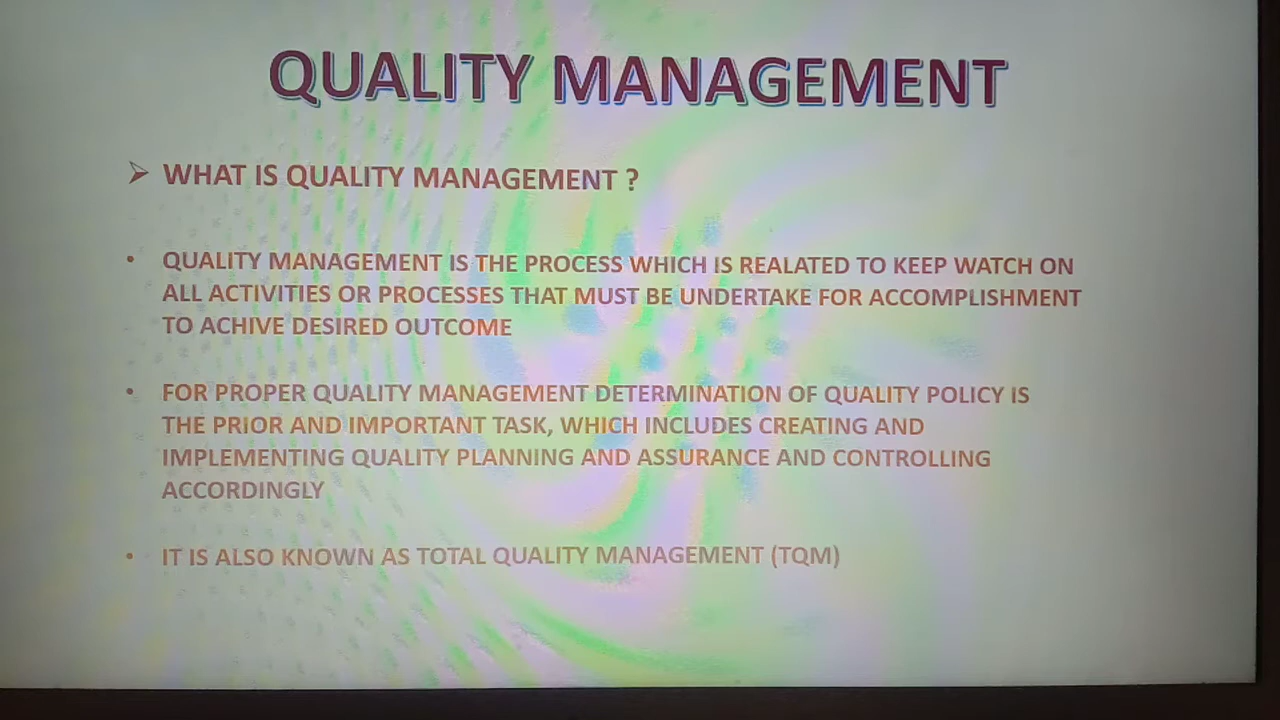 QUALITY MANAGEMENT
➢ WHAT IS QUALITY MANAGEMENT ?
• QUALITY MANAGEMENT IS THE PROCESS WHICH IS REALATED TO KEEP WATCH ON
ALL ACTIVITIES OR PROCESSES THAT MUST BE UNDERTAKE FOR ACCOMPLISHMENT
TO ACHIVE DESIRED OUTCOME
• FOR PROPER QUALITY MANAGEMENT DETERMINATION OF QUALITY POLICY IS
THE PRIOR AND IMPORTANT TASK, WHICH INCLUDES CREATING AND
IMPLEMENTING QUALITY PLANNING AND ASSURANCE AND CONTROLLING
ACCORDINGLY
• IT IS ALSO KNOWN AS TOTAL QUALITY MANAGEMENT (TQM)